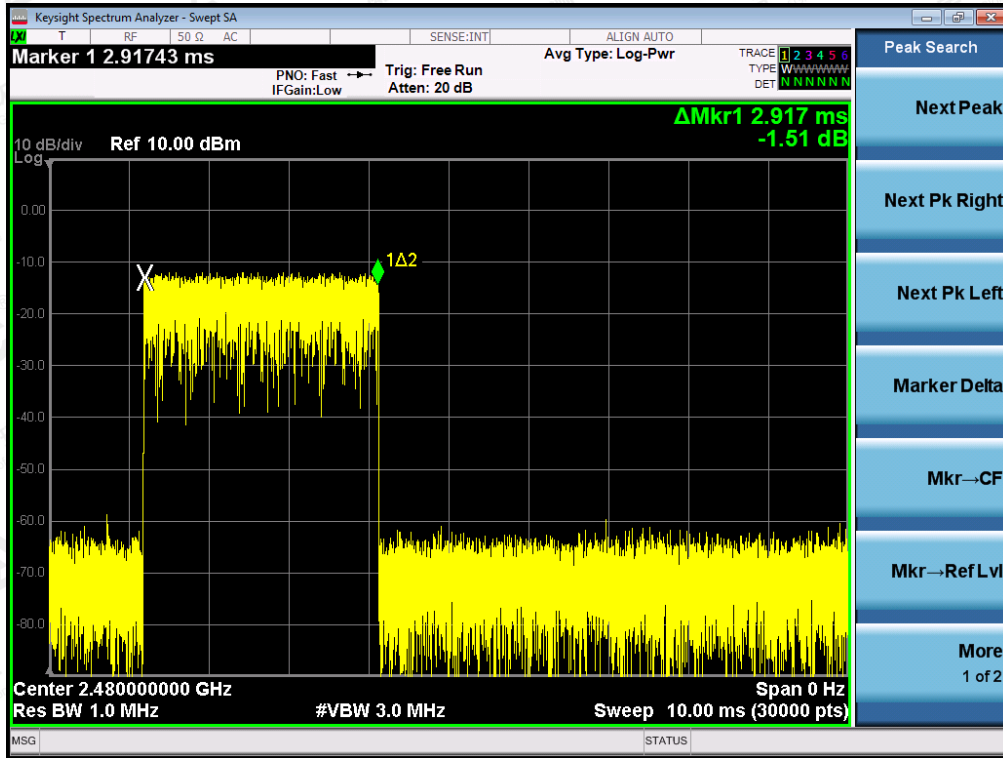 Keysight Spectrum Analyzer - Swept SA
LXI T RF 50 Ω AC SENSE:INT ALIGN AUTO
Marker 1 2.91743 ms
PNO: Fast
IFGain:Low
Trig: Free Run
Atten: 20 dB
Avg Type: Log-Pwr
TRACE 1 2 3 4 5 6
TYPE WWWWWW
DET N N N N N N
ΔMkr1 2.917 ms
-1.51 dB
10 dB/div Ref 10.00 dBm
Log
0.00
-10.0
-20.0
-30.0
-40.0
-50.0
-60.0
-70.0
-80.0
X
1Δ2
Center 2.480000000 GHz Span 0 Hz
Res BW 1.0 MHz #VBW 3.0 MHz Sweep 10.00 ms (30000 pts)
MSG STATUS
Peak Search
Next Peak
Next Pk Right
Next Pk Left
Marker Delta
Mkr→CF
Mkr→Ref Lvl
More
1 of 2